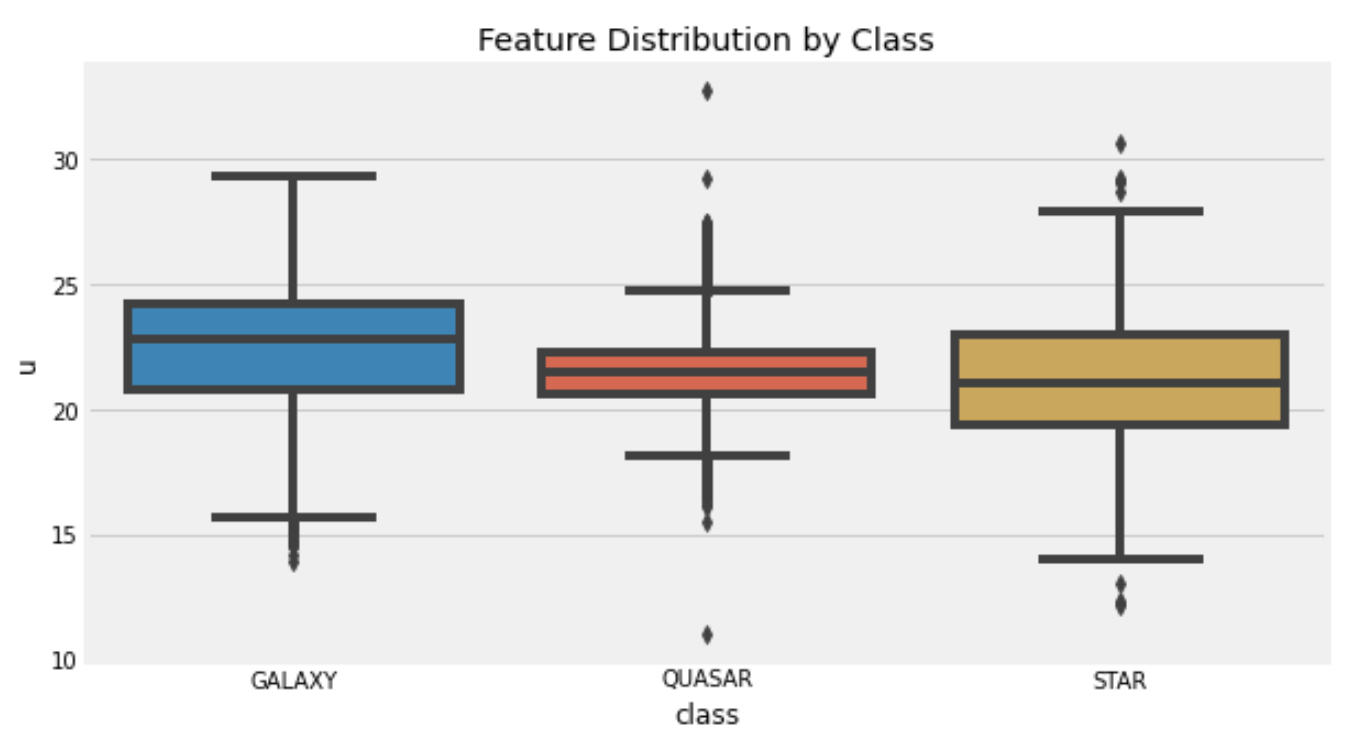 Feature Distribution by Class
30
25
20
15
10
u
GALAXY QUASAR STAR
class